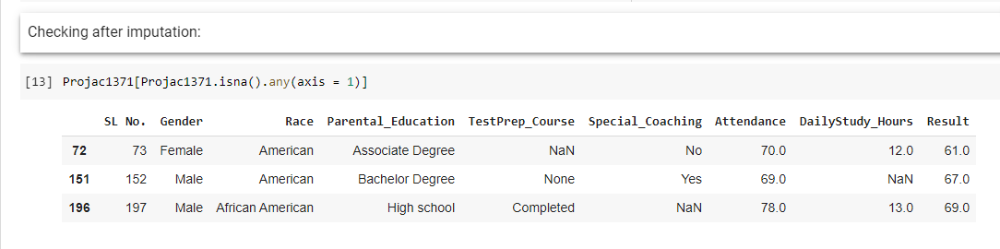 Checking after imputation:
[13] Projac1371[Projac1371.isna().any(axis = 1)]
SL No. Gender Race Parental_Education TestPrep_Course Special_Coaching Attendance DailyStudy_Hours Result
72 73 Female American Associate Degree NaN No 70.0 12.0 61.0
151 152 Male American Bachelor Degree None Yes 69.0 NaN 67.0
196 197 Male African American High school Completed NaN 78.0 13.0 69.0